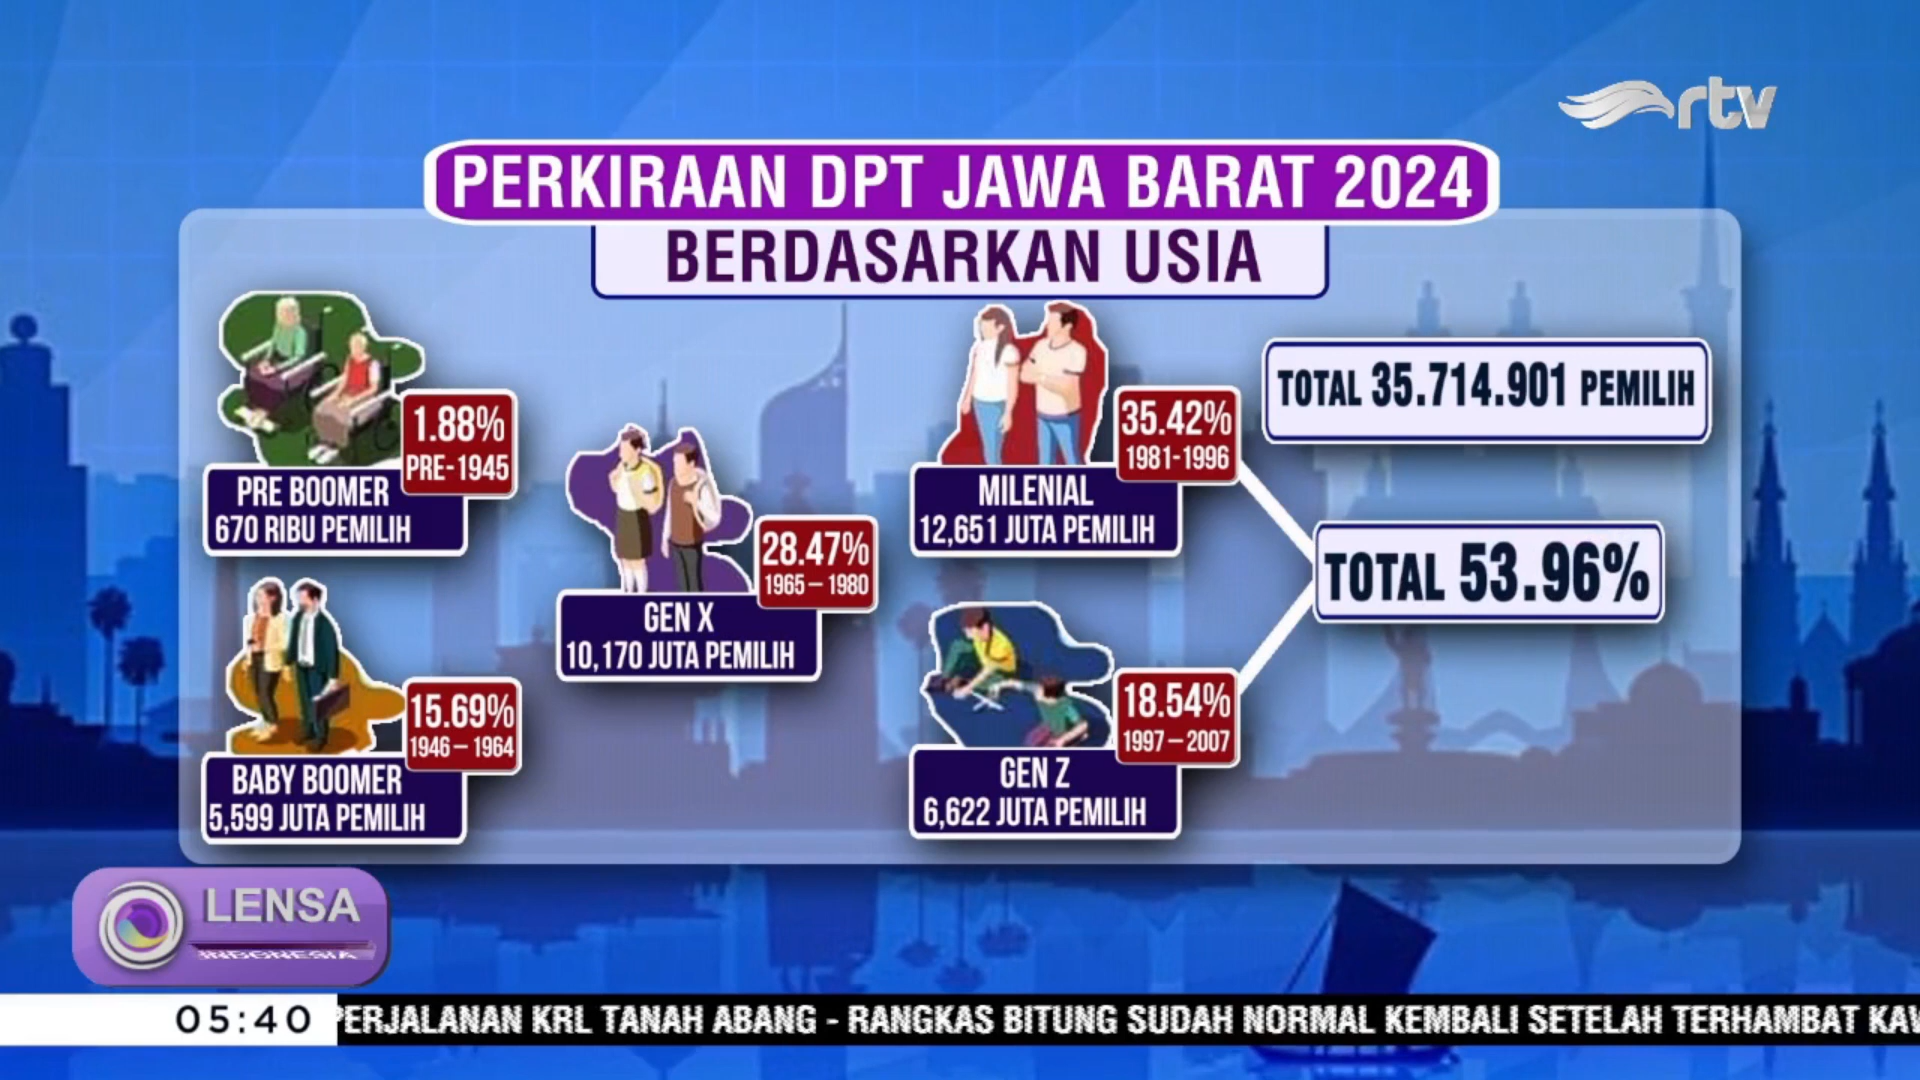 rtv
PERKIRAAN DPT JAWA BARAT 2024
BERDASARKAN USIA
1.88%
PRE-1945
PRE BOOMER
670 RIBU PEMILIH
15.69%
1946 – 1964
BABY BOOMER
5,599 JUTA PEMILIH
28.47%
1965 – 1980
GEN X
10,170 JUTA PEMILIH
35.42%
1981-1996
MILENIAL
12,651 JUTA PEMILIH
18.54%
1997 – 2007
GEN Z
6,622 JUTA PEMILIH
TOTAL 35.714.901 PEMILIH
TOTAL 53.96%
LENSA
INDONESIA
05:40 PERJALANAN KRL TANAH ABANG - RANGKAS BITUNG SUDAH NORMAL KEMBALI SETELAH TERHAMBAT KAW